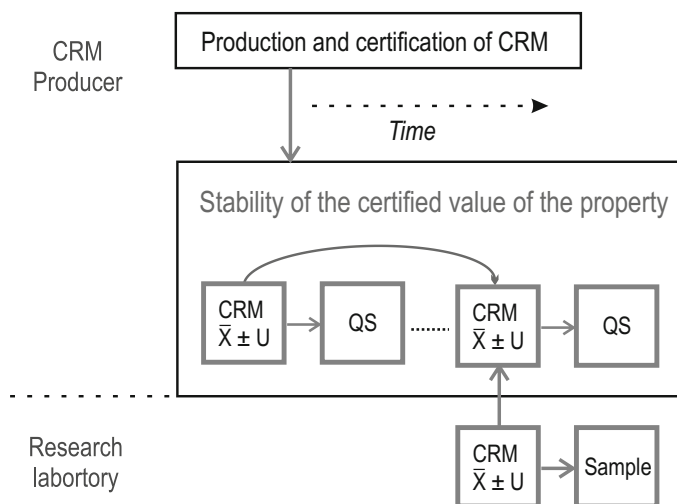 CRM
Producer
Production and certification of CRM
Time
Stability of the certified value of the property
CRM
X̅ ± U
QS
CRM
X̅ ± U
QS
Research
labortory
CRM
X̅ ± U
Sample